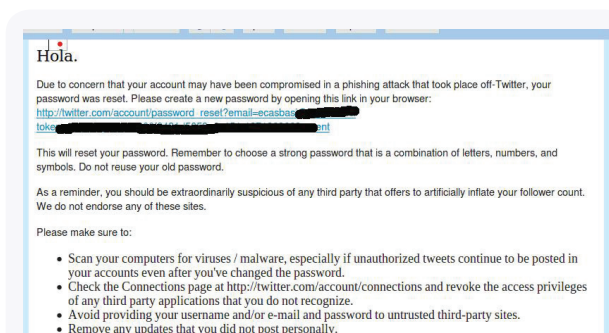 Hola.
Due to concern that your account may have been compromised in a phishing attack that took place off-Twitter, your
password was reset. Please create a new password by opening this link in your browser:
http://twitter.com/account/password_reset?email=ecasbas
toke ent
This will reset your password. Remember to choose a strong password that is a combination of letters, numbers, and
symbols. Do not reuse your old password.
As a reminder, you should be extraordinarily suspicious of any third party that offers to artificially inflate your follower count.
We do not endorse any of these sites.
Please make sure to:
• Scan your computers for viruses / malware, especially if unauthorized tweets continue to be posted in
your accounts even after you've changed the password.
• Check the Connections page at http://twitter.com/account/connections and revoke the access privileges
of any third party applications that you do not recognize.
• Avoid providing your username and/or e-mail and password to untrusted third-party sites.
• Remove any updates that you did not post personally.